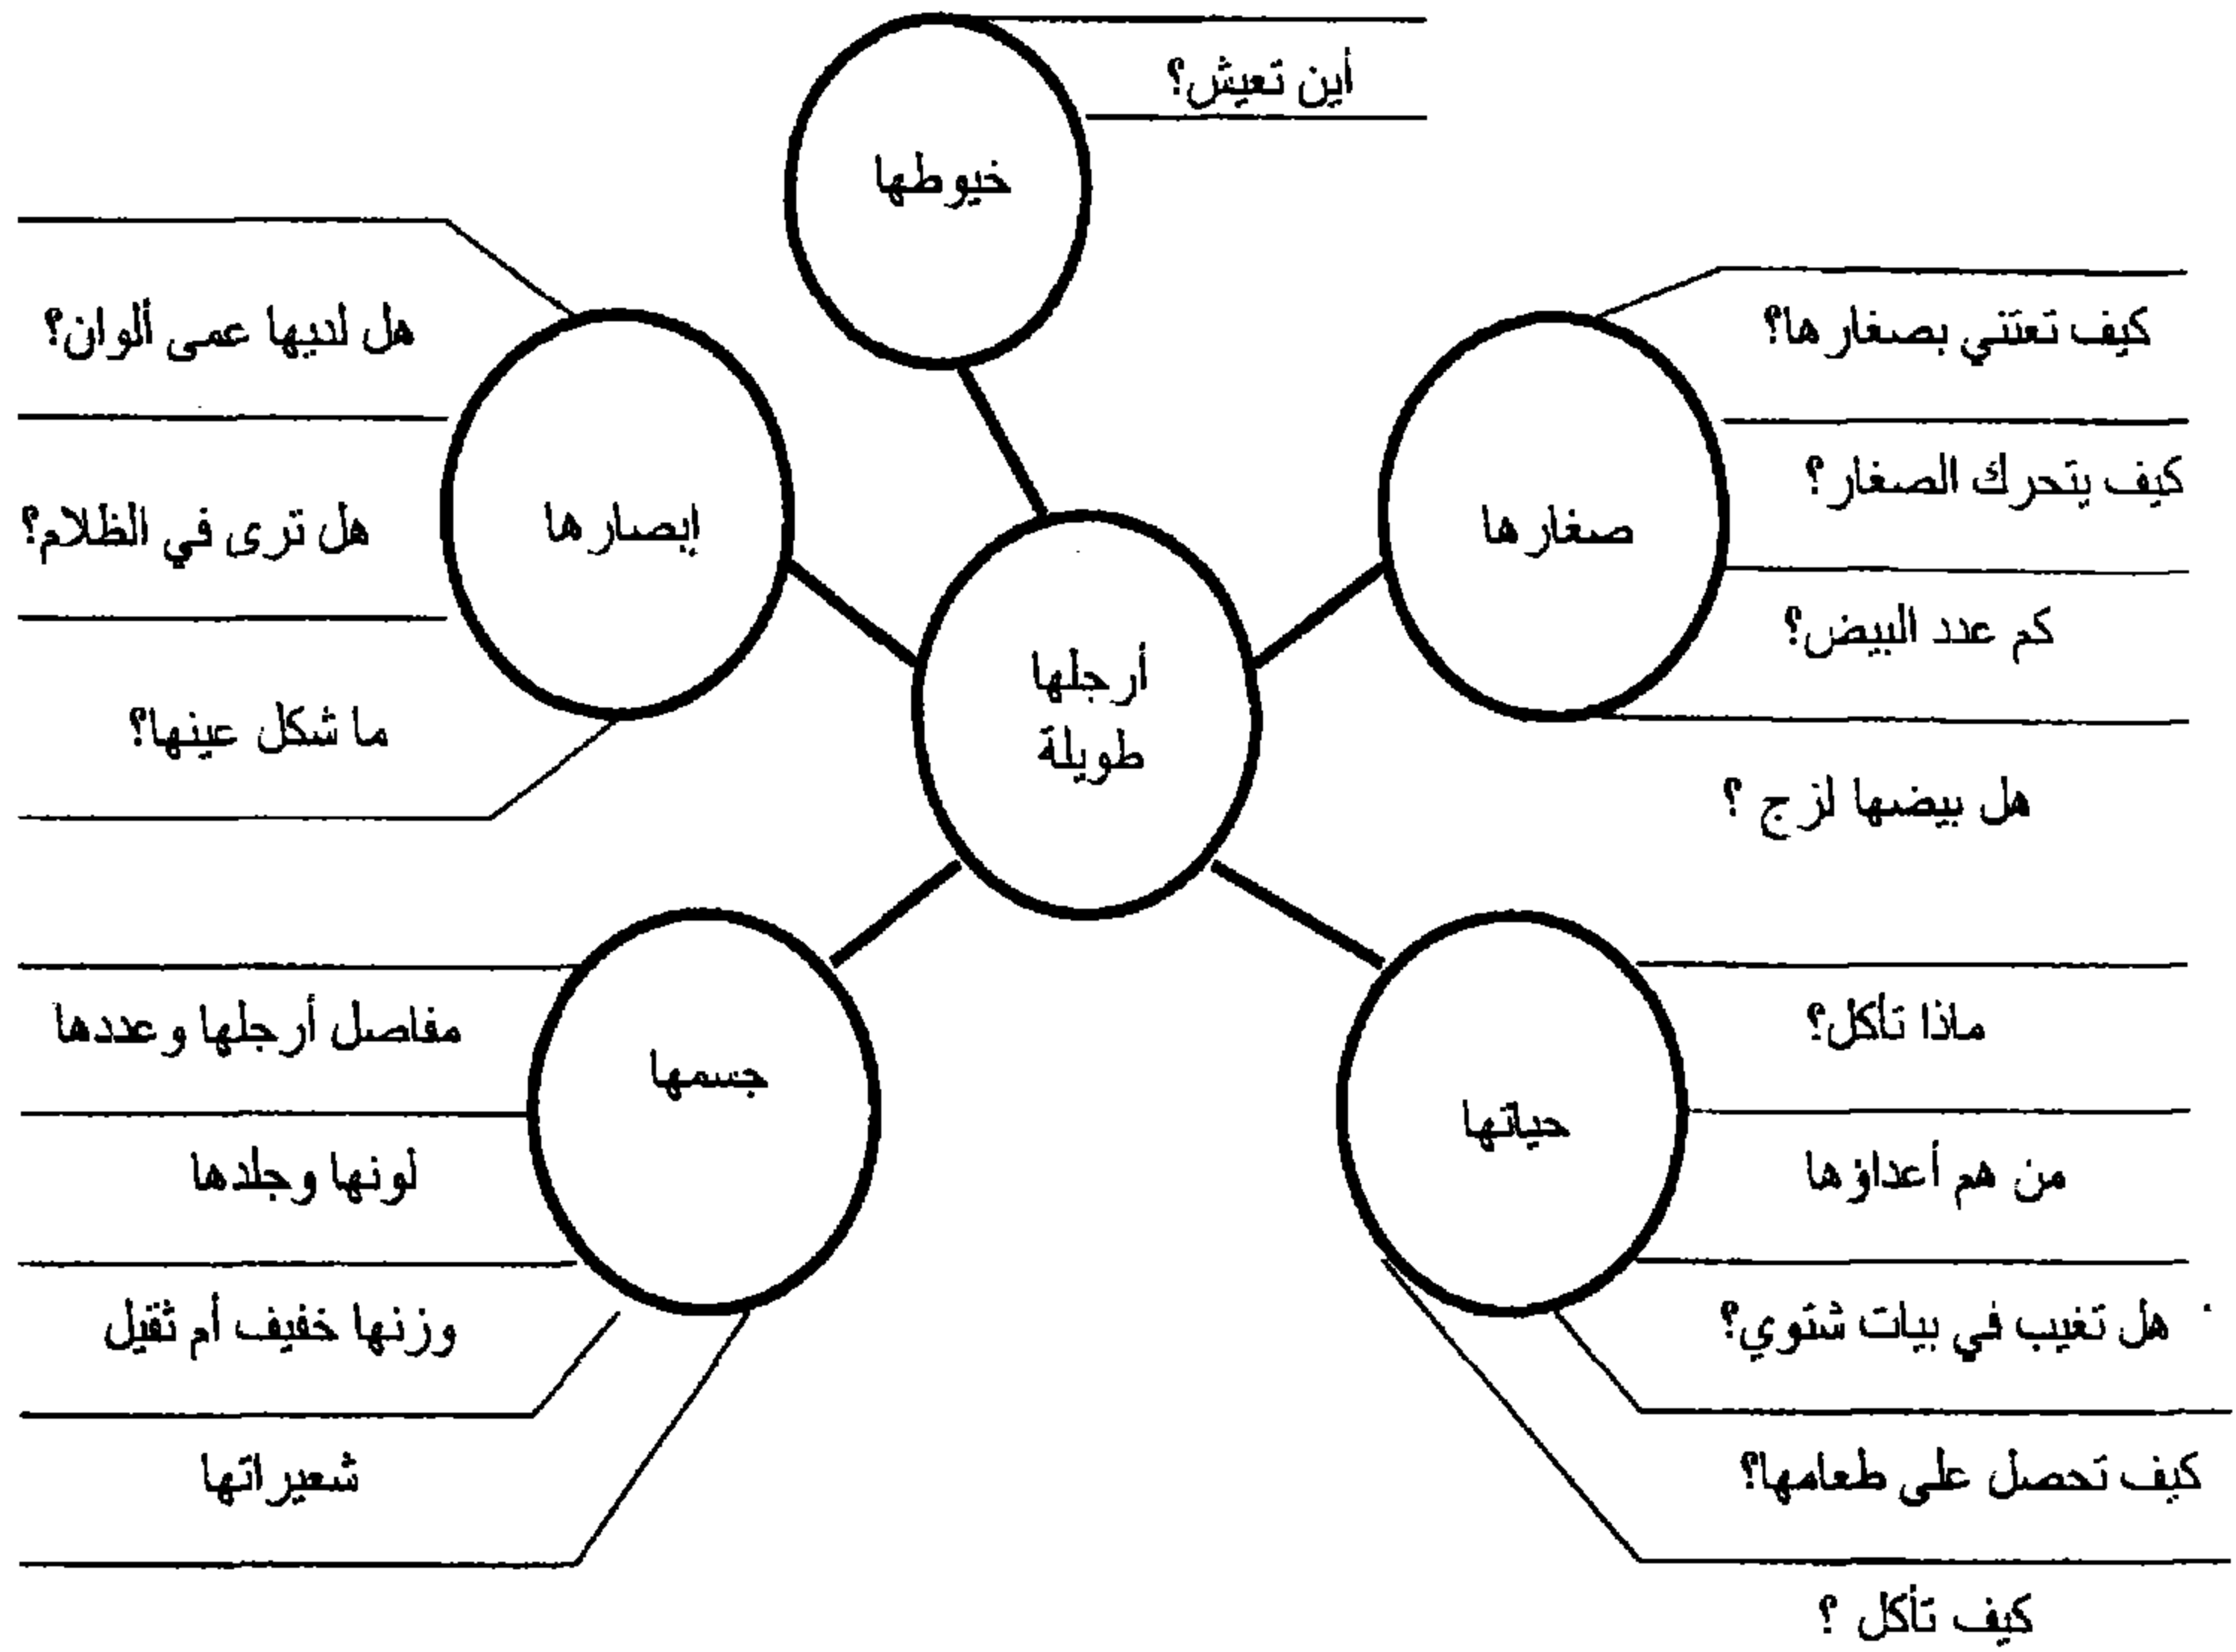 أين تعيش؟
خيوطها
كيف تعتني بصغارها؟
كيف يتحرك الصغار؟
صغارها
كم عدد البيض؟
هل بيضها لزج ؟
هل لديها عمى ألوان؟
هل ترى في الظلام؟
إبصارها
ما شكل عينها؟
أرجلها
طويلة
ماذا تأكل؟
حياتها
من هم أعداؤها
هل تغيب في بيات شتوي؟
كيف تحصل على طعامها؟
كيف تأكل ؟
مفاصل أرجلها وعددها
جسمها
لونها وجلدها
وزنها خفيف أم ثقيل
شعيراتها